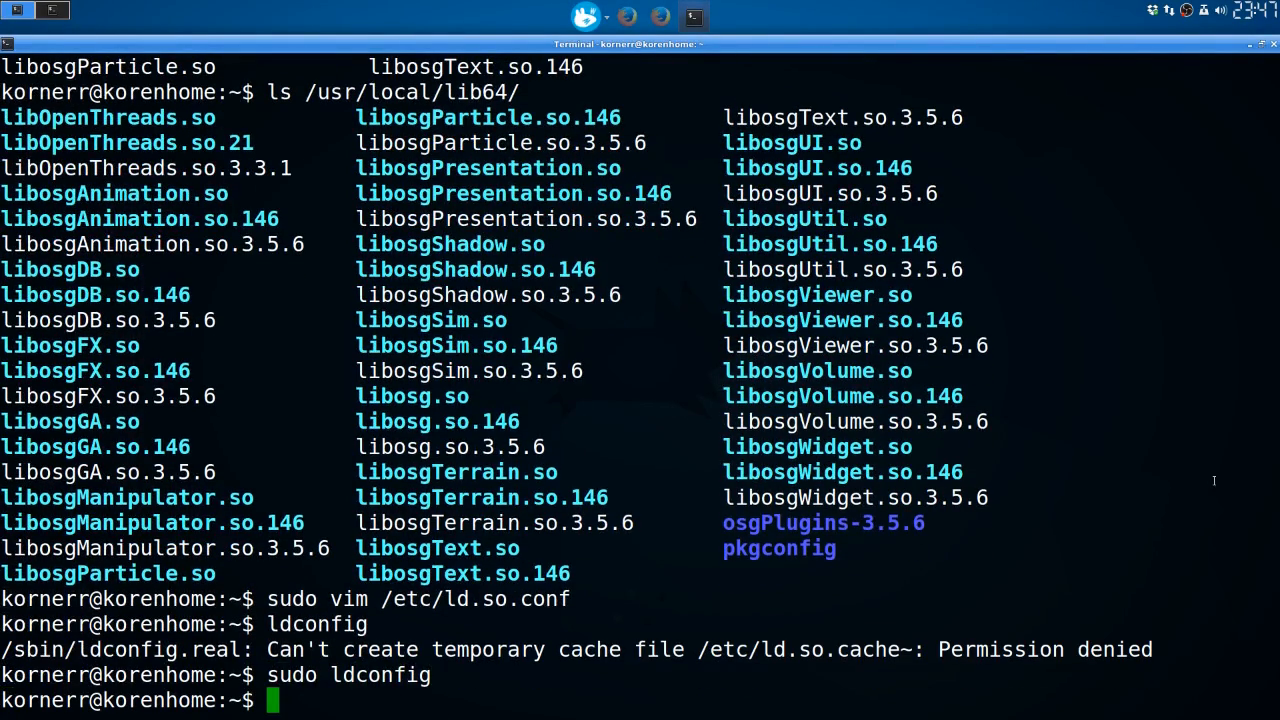 23:47
Terminal - kornerr@korenhome: ~
libosgParticle.so libosgText.so.146
kornerr@korenhome:~$ ls /usr/local/lib64/
libOpenThreads.so libosgParticle.so.146 libosgText.so.3.5.6
libOpenThreads.so.21 libosgParticle.so.3.5.6 libosgUI.so
libOpenThreads.so.3.3.1 libosgPresentation.so libosgUI.so.146
libosgAnimation.so libosgPresentation.so.146 libosgUI.so.3.5.6
libosgAnimation.so.146 libosgPresentation.so.3.5.6 libosgUtil.so
libosgAnimation.so.3.5.6 libosgShadow.so libosgUtil.so.146
libosgDB.so libosgShadow.so.146 libosgUtil.so.3.5.6
libosgDB.so.146 libosgShadow.so.3.5.6 libosgViewer.so
libosgDB.so.3.5.6 libosgSim.so libosgViewer.so.146
libosgFX.so libosgSim.so.146 libosgViewer.so.3.5.6
libosgFX.so.146 libosgSim.so.3.5.6 libosgVolume.so
libosgFX.so.3.5.6 libosg.so libosgVolume.so.146
libosgGA.so libosg.so.146 libosgVolume.so.3.5.6
libosgGA.so.146 libosg.so.3.5.6 libosgWidget.so
libosgGA.so.3.5.6 libosgTerrain.so libosgWidget.so.146
libosgManipulator.so libosgTerrain.so.146 libosgWidget.so.3.5.6
libosgManipulator.so.146 libosgTerrain.so.3.5.6 osgPlugins-3.5.6
libosgManipulator.so.3.5.6 libosgText.so pkgconfig
libosgParticle.so libosgText.so.146
kornerr@korenhome:~$ sudo vim /etc/ld.so.conf
kornerr@korenhome:~$ ldconfig
/sbin/ldconfig.real: Can't create temporary cache file /etc/ld.so.cache~: Permission denied
kornerr@korenhome:~$ sudo ldconfig
kornerr@korenhome:~$